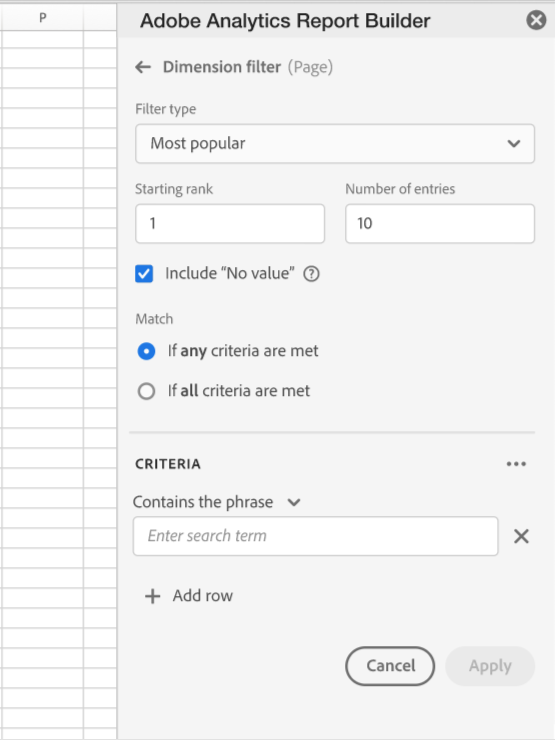 P
Adobe Analytics Report Builder
Dimension filter (Page)
Filter type
Most popular
Starting rank
Number of entries
1
10
Include “No value”
Match
If any criteria are met
If all criteria are met
CRITERIA
Contains the phrase
Enter search term
Add row
Cancel
Apply